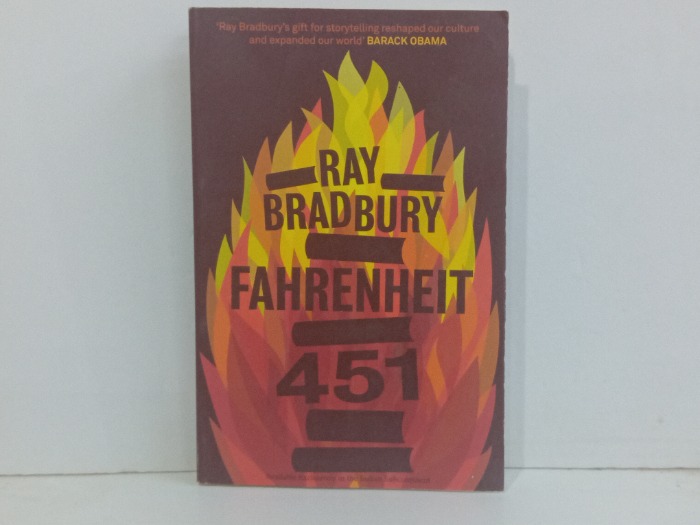 'Ray Bradbury's gift for storytelling reshaped our culture
and expanded our world' BARACK OBAMA
RAY
BRADBURY
FAHRENHEIT
451